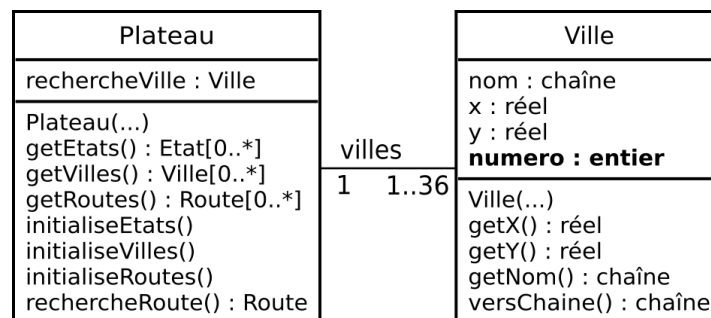 Plateau
rechercheVille : Ville
Plateau(...)
getEtats() : Etat[0..*]
getVilles() : Ville[0..*]
getRoutes() : Route[0..*]
initialiseEtats()
initialiseVilles()
initialiseRoutes()
rechercheRoute() : Route
villes
1 1..36
Ville
nom : chaîne
x : réel
y : réel
numero : entier
Ville(...)
getX() : réel
getY() : réel
getNom() : chaîne
versChaine() : chaîne